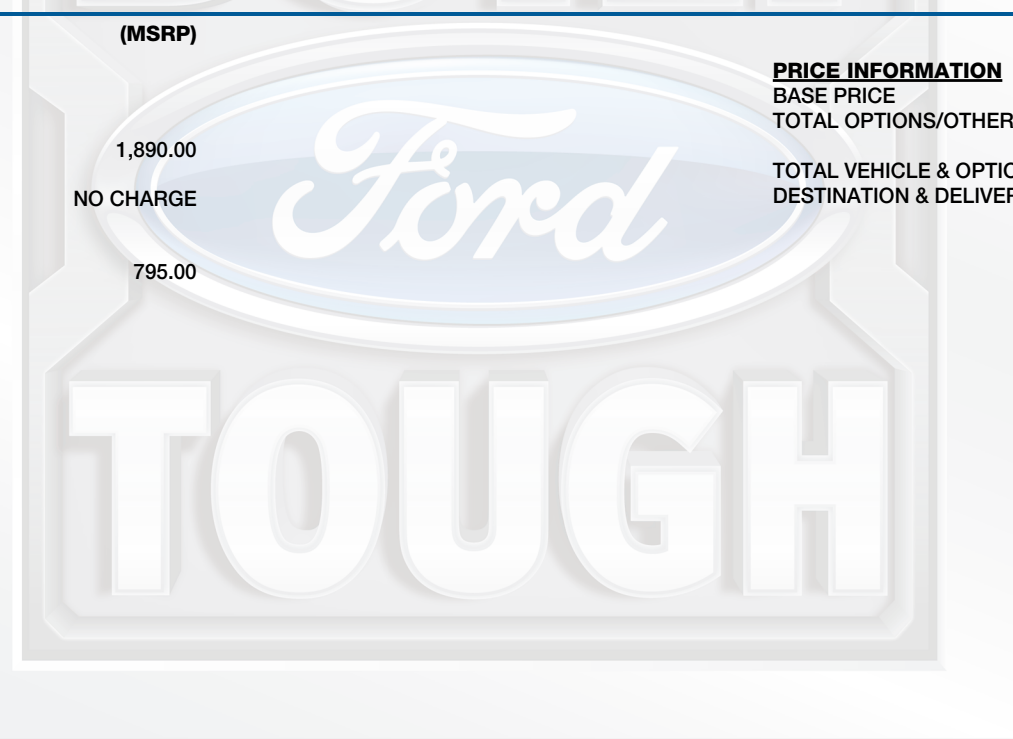 (MSRP)
1,890.00
NO CHARGE
795.00
PRICE INFORMATION
BASE PRICE
TOTAL OPTIONS/OTHER
TOTAL VEHICLE & OPTIO
DESTINATION & DELIVER
Ford
TOUGH